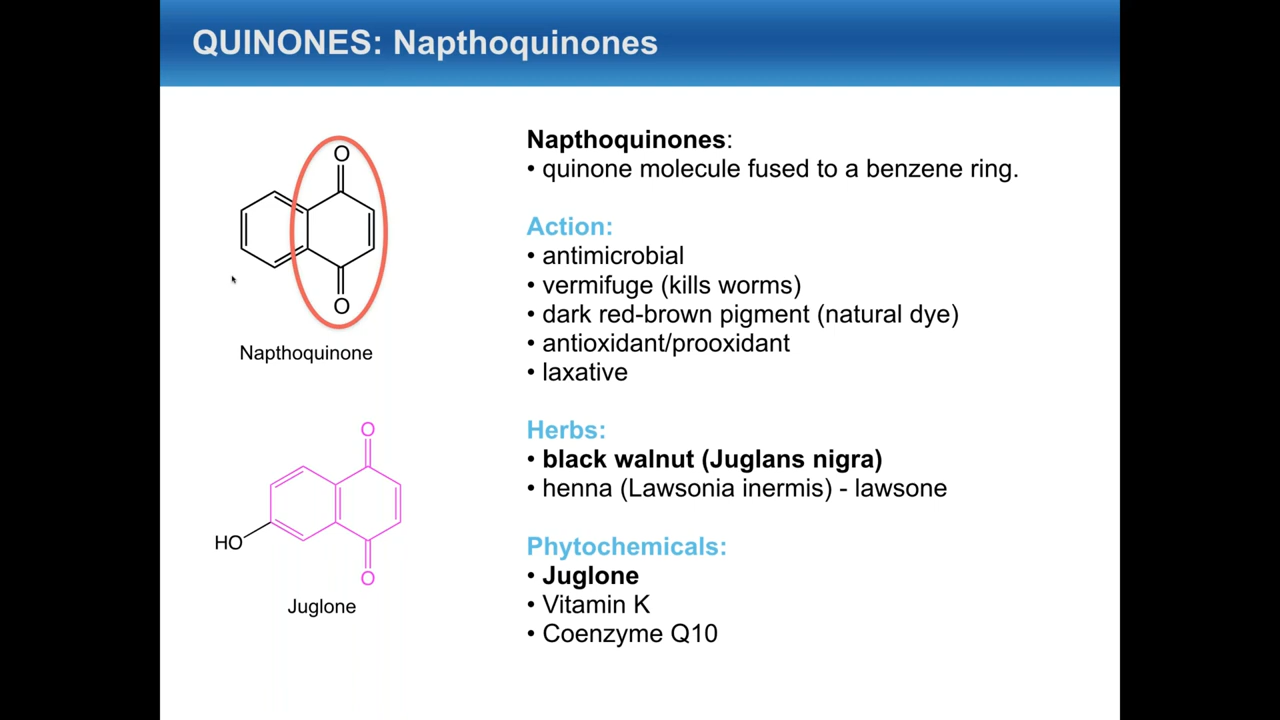 QUINONES: Napthoquinones
O
O
Napthoquinone
O
HO
O
Juglone
Napthoquinones:
• quinone molecule fused to a benzene ring.
Action:
• antimicrobial
• vermifuge (kills worms)
• dark red-brown pigment (natural dye)
• antioxidant/prooxidant
• laxative
Herbs:
• black walnut (Juglans nigra)
• henna (Lawsonia inermis) - lawsone
Phytochemicals:
• Juglone
• Vitamin K
• Coenzyme Q10